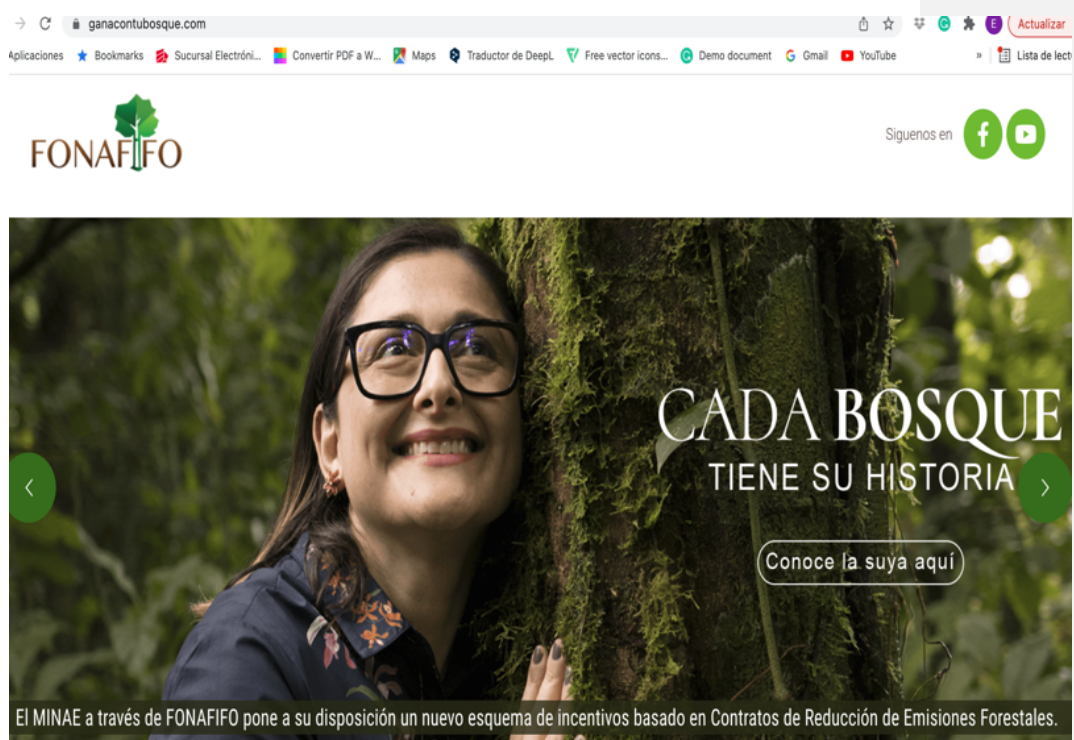 ganacontubosque.com
E
Actualizar
Aplicaciones
Bookmarks
Sucursal Electróni...
Convertir PDF a W...
Maps
Traductor de DeepL
Free vector icons...
Demo document
Gmail
YouTube
»
Lista de lect
FONAFIFO
Siguenos en
CADA BOSQUE
TIENE SU HISTORIA
Conoce la suya aquí
El MINAE a través de FONAFIFO pone a su disposición un nuevo esquema de incentivos basado en Contratos de Reducción de Emisiones Forestales.